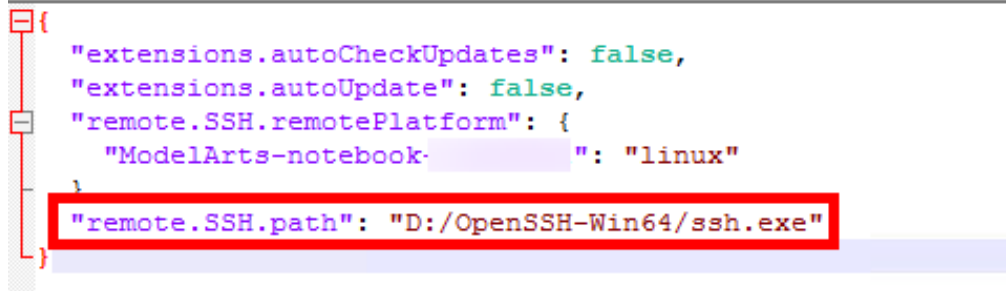 {
"extensions.autoCheckUpdates": false,
"extensions.autoUpdate": false,
"remote.SSH.remotePlatform": {
"ModelArts-notebook- ": "linux"
}
"remote.SSH.path": "D:/OpenSSH-Win64/ssh.exe"
}